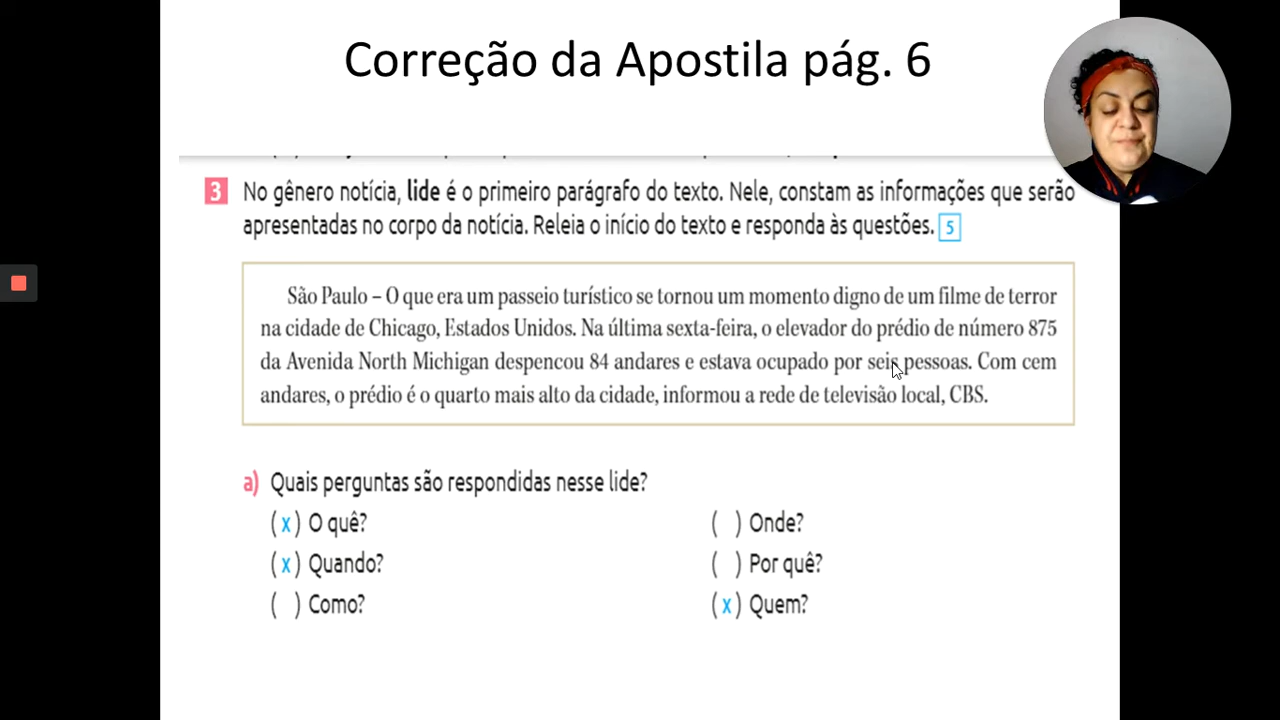 Correção da Apostila pág. 6
3 No gênero notícia, lide é o primeiro parágrafo do texto. Nele, constam as informações que serão
apresentadas no corpo da notícia. Releia o início do texto e responda às questões. 5
São Paulo – O que era um passeio turístico se tornou um momento digno de um filme de terror
na cidade de Chicago, Estados Unidos. Na última sexta-feira, o elevador do prédio de número 875
da Avenida North Michigan despencou 84 andares e estava ocupado por seis pessoas. Com cem
andares, o prédio é o quarto mais alto da cidade, informou a rede de televisão local, CBS.
a) Quais perguntas são respondidas nesse lide?
( x ) O quê? ( ) Onde?
( x ) Quando? ( ) Por quê?
( ) Como? ( x ) Quem?